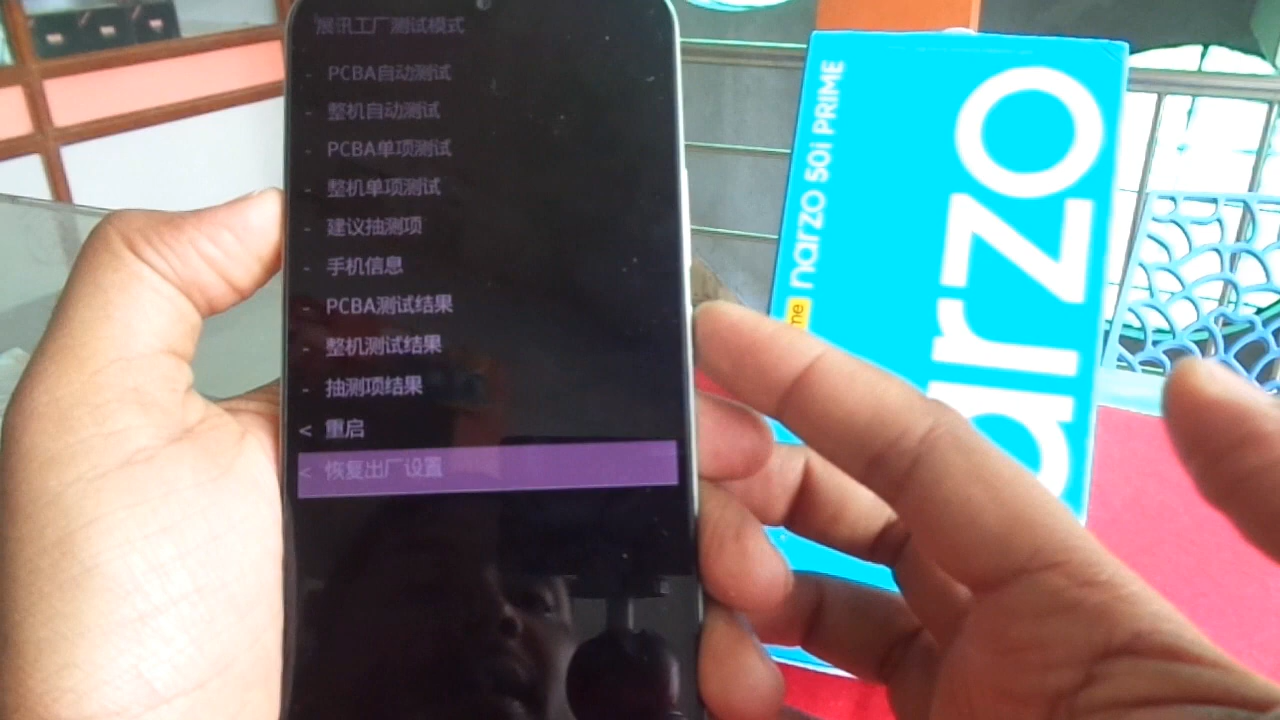 展讯工厂测试模式
- PCBA自动测试
- 整机自动测试
- PCBA单项测试
- 整机单项测试
- 建议抽测项
- 手机信息
- PCBA测试结果
- 整机测试结果
- 抽测项结果
< 重启
< 恢复出厂设置
narzo 50i PRIME
me
arzo